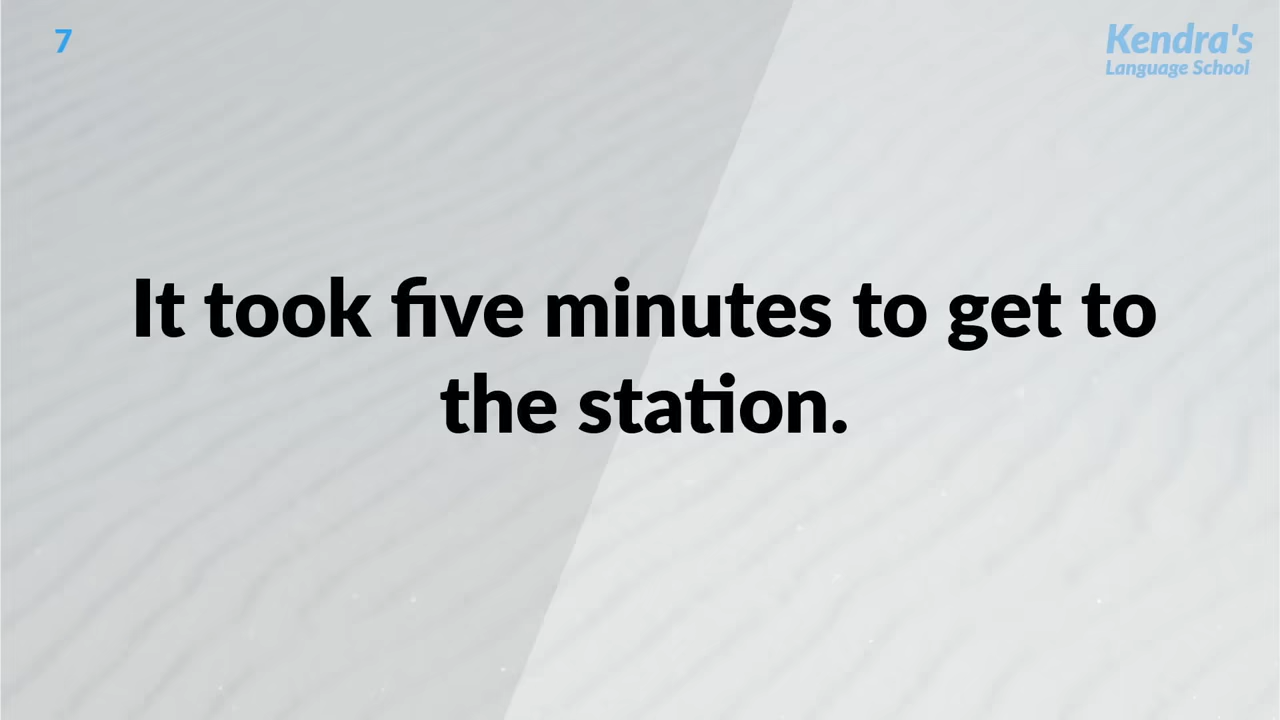 7
Kendra's
Language School
It took five minutes to get to
the station.